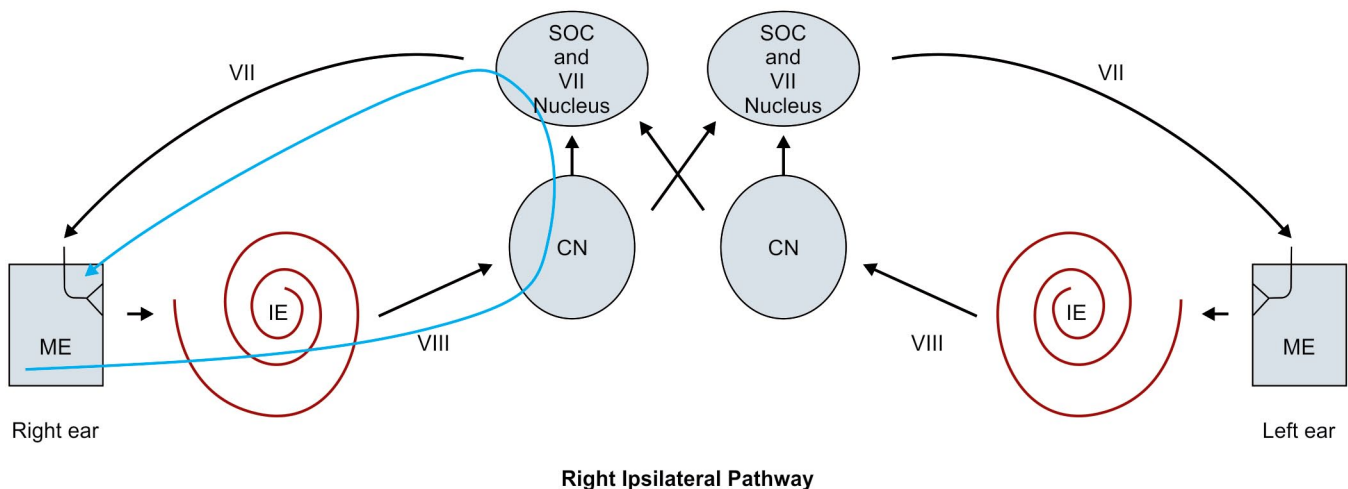 SOC
and
VII
Nucleus
SOC
and
VII
Nucleus
VII
VII
CN
CN
IE
IE
ME
ME
VIII
VIII
Right ear
Left ear
Right Ipsilateral Pathway